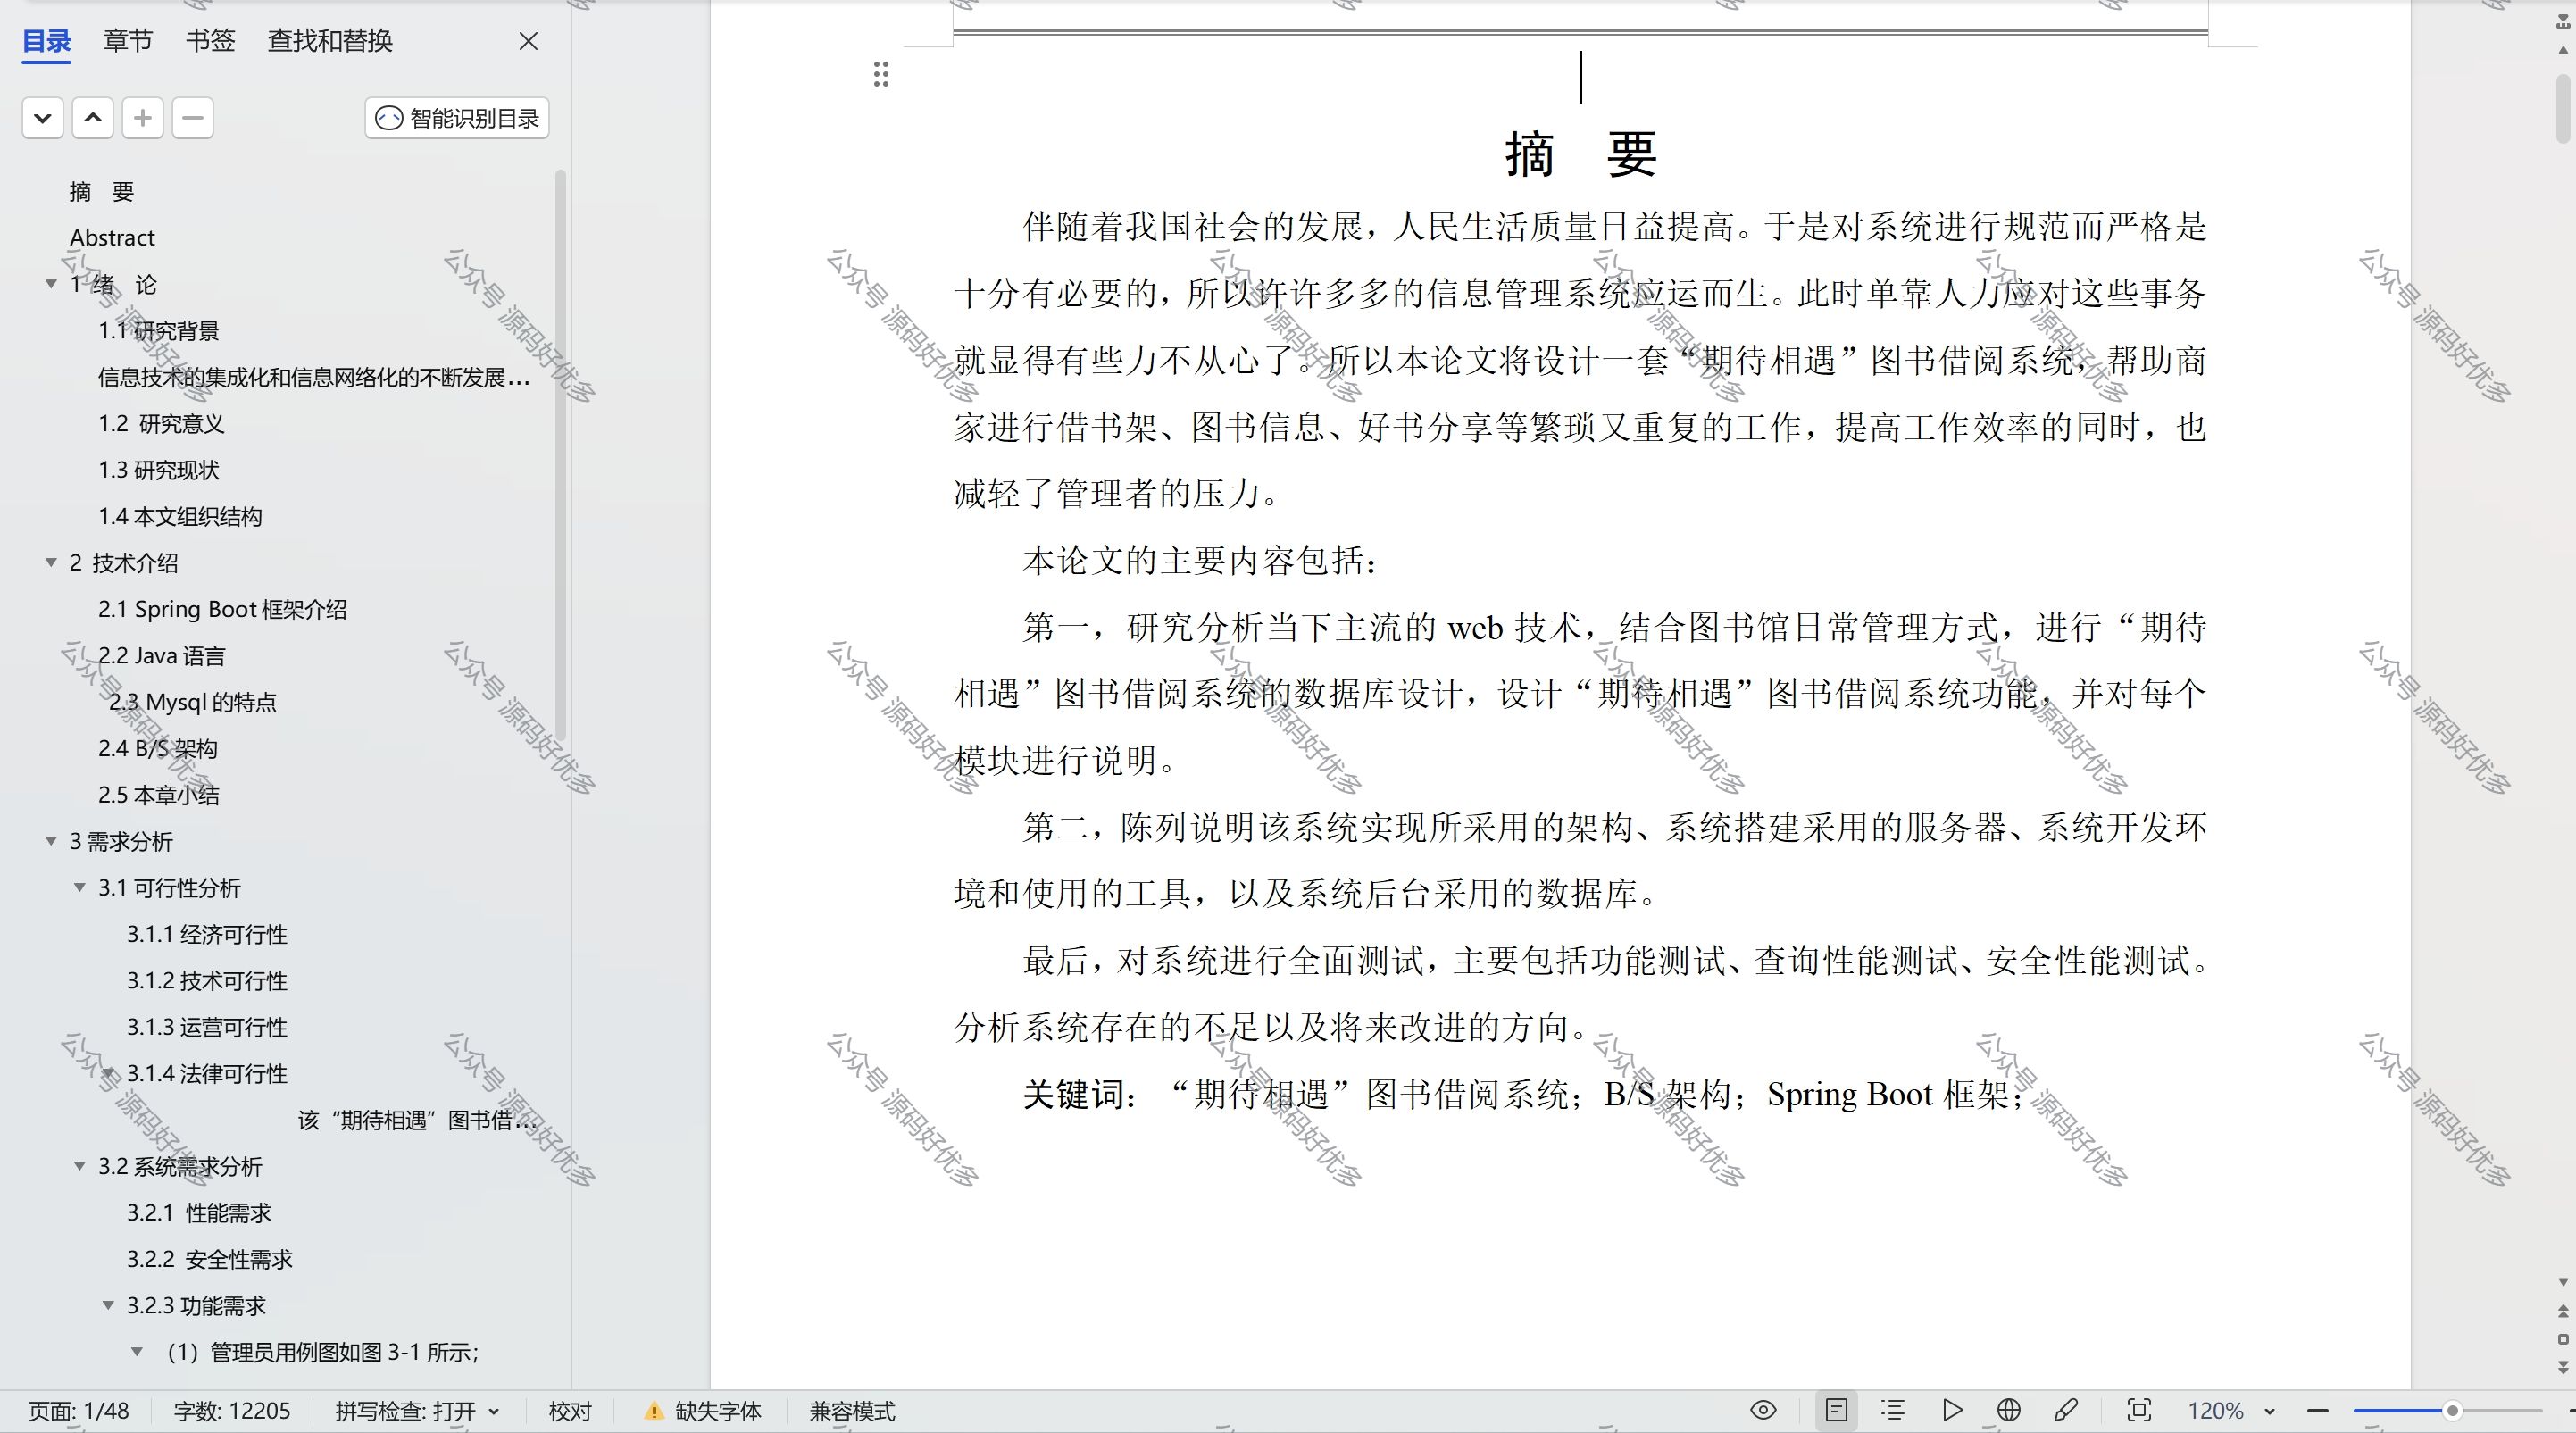 目录 章节 书签 查找和替换
智能识别目录
摘 要
Abstract
1 绪 论
1.1 研究背景
信息技术的集成化和信息网络化的不断发展...
1.2 研究意义
1.3 研究现状
1.4 本文组织结构
2 技术介绍
2.1 Spring Boot 框架介绍
2.2 Java 语言
2.3 Mysql 的特点
2.4 B/S 架构
2.5 本章小结
3 需求分析
3.1 可行性分析
3.1.1 经济可行性
3.1.2 技术可行性
3.1.3 运营可行性
3.1.4 法律可行性
该“期待相遇”图书借...
3.2 系统需求分析
3.2.1 性能需求
3.2.2 安全性需求
3.2.3 功能需求
（1）管理员用例图如图 3-1 所示；
摘 要
伴随着我国社会的发展，人民生活质量日益提高。于是对系统进行规范而严格是
十分有必要的，所以许许多多的信息管理系统应运而生。此时单靠人力应对这些事务
就显得有些力不从心了。所以本论文将设计一套“期待相遇”图书借阅系统，帮助商
家进行借书架、图书信息、好书分享等繁琐又重复的工作，提高工作效率的同时，也
减轻了管理者的压力。
本论文的主要内容包括：
第一，研究分析当下主流的 web 技术，结合图书馆日常管理方式，进行“期待
相遇”图书借阅系统的数据库设计，设计“期待相遇”图书借阅系统功能，并对每个
模块进行说明。
第二，陈列说明该系统实现所采用的架构、系统搭建采用的服务器、系统开发环
境和使用的工具，以及系统后台采用的数据库。
最后，对系统进行全面测试，主要包括功能测试、查询性能测试、安全性能测试。
分析系统存在的不足以及将来改进的方向。
关键词：“期待相遇”图书借阅系统；B/S 架构；Spring Boot 框架；
公众号 源码好优多
页面: 1/48 字数: 12205 拼写检查: 打开 校对 缺失字体 兼容模式 120%